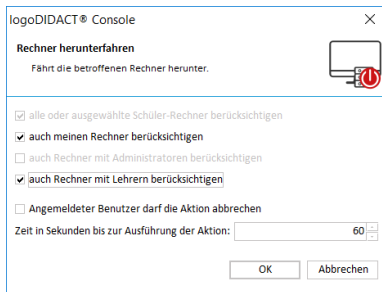 logoDIDACT® Console
Rechner herunterfahren
Fährt die betroffenen Rechner herunter.
alle oder ausgewählte Schüler-Rechner berücksichtigen
auch meinen Rechner berücksichtigen
auch Rechner mit Administratoren berücksichtigen
auch Rechner mit Lehrern berücksichtigen
Angemeldeter Benutzer darf die Aktion abbrechen
Zeit in Sekunden bis zur Ausführung der Aktion: 60
OK Abbrechen